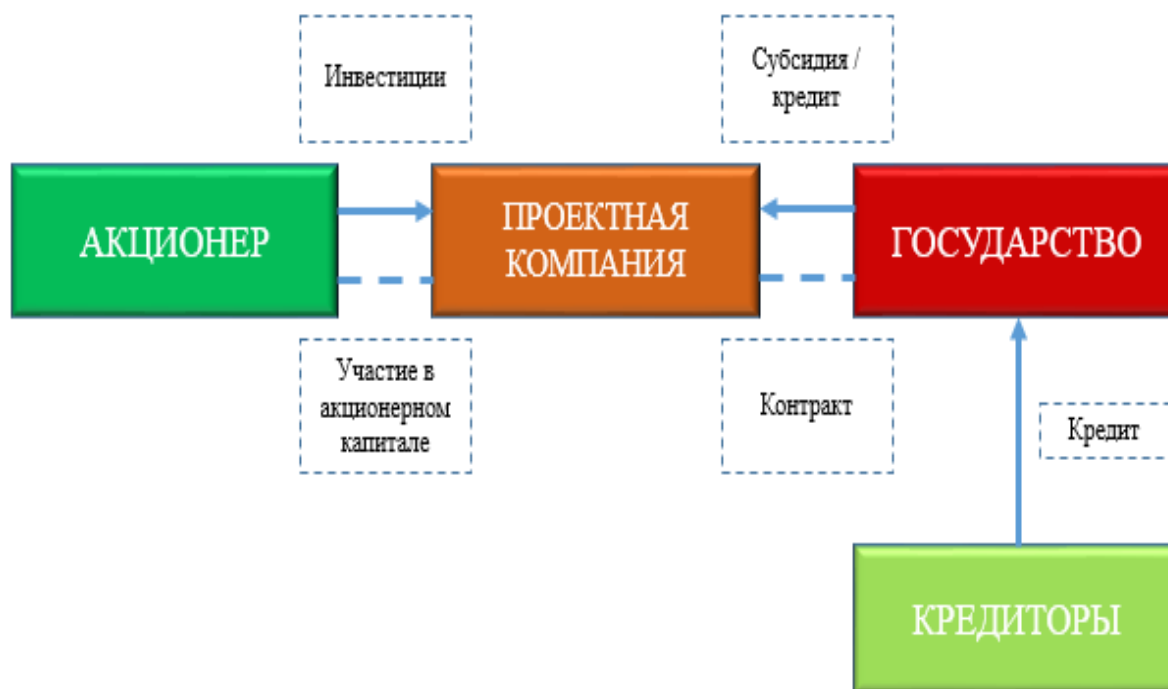 Инвестиции
Субсидия /
кредит
АКЦИОНЕР
ПРОЕКТНАЯ
КОМПАНИЯ
ГОСУДАРСТВО
Участие в
акционерном
капитале
Контракт
Кредит
КРЕДИТОРЫ